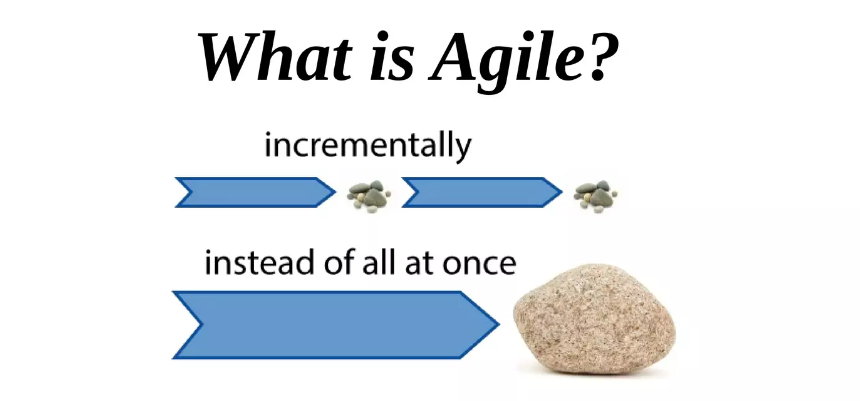 What is Agile?
incrementally
instead of all at once